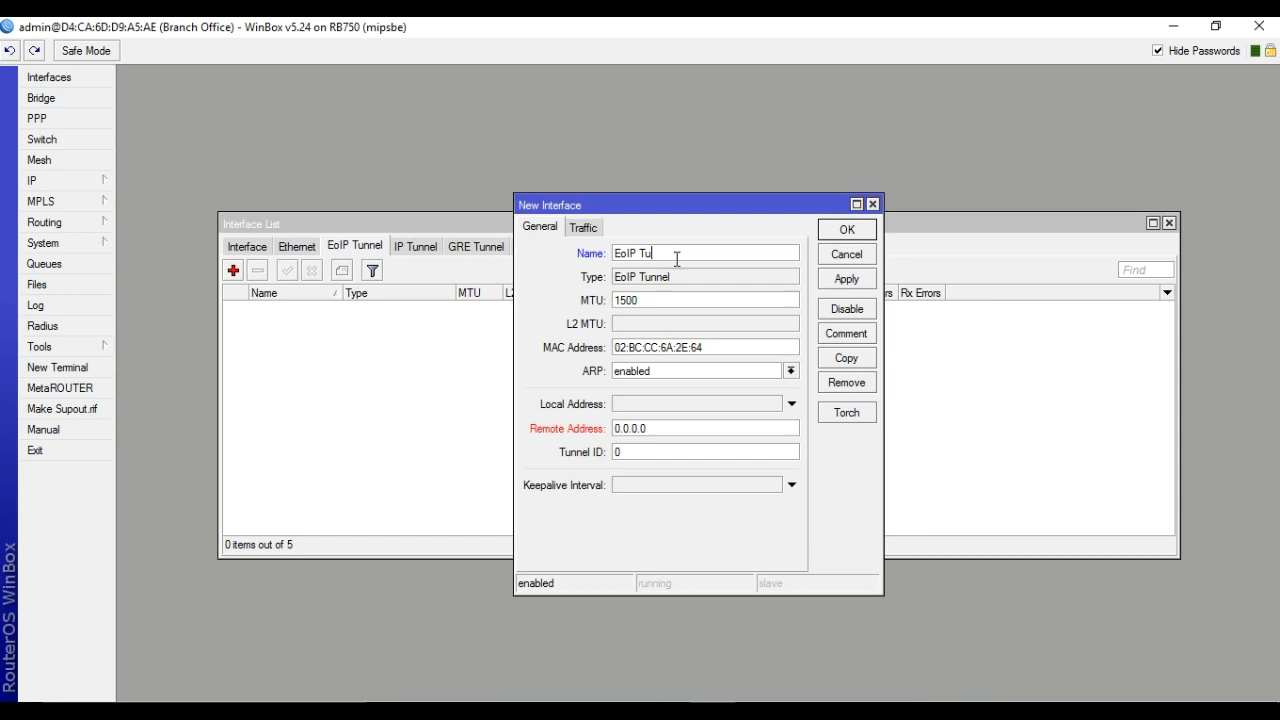 admin@D4:CA:6D:D9:A5:AE (Branch Office) - WinBox v5.24 on RB750 (mipsbe)
Safe Mode
Hide Passwords
Interfaces
Bridge
PPP
Switch
Mesh
IP
MPLS
Routing
System
Queues
Files
Log
Radius
Tools
New Terminal
MetaROUTER
Make Supout.rif
Manual
Exit
RouterOS WinBox
Interface List
Interface Ethernet EoIP Tunnel IP Tunnel GRE Tunnel
Find
Name / Type MTU Rx Errors
0 items out of 5
New Interface
General Traffic
Name: EoIP Tu
Type: EoIP Tunnel
MTU: 1500
L2 MTU:
MAC Address: 02:BC:CC:6A:2E:64
ARP: enabled
Local Address:
Remote Address: 0.0.0.0
Tunnel ID: 0
Keepalive Interval:
OK
Cancel
Apply
Disable
Comment
Copy
Remove
Torch
enabled running slave